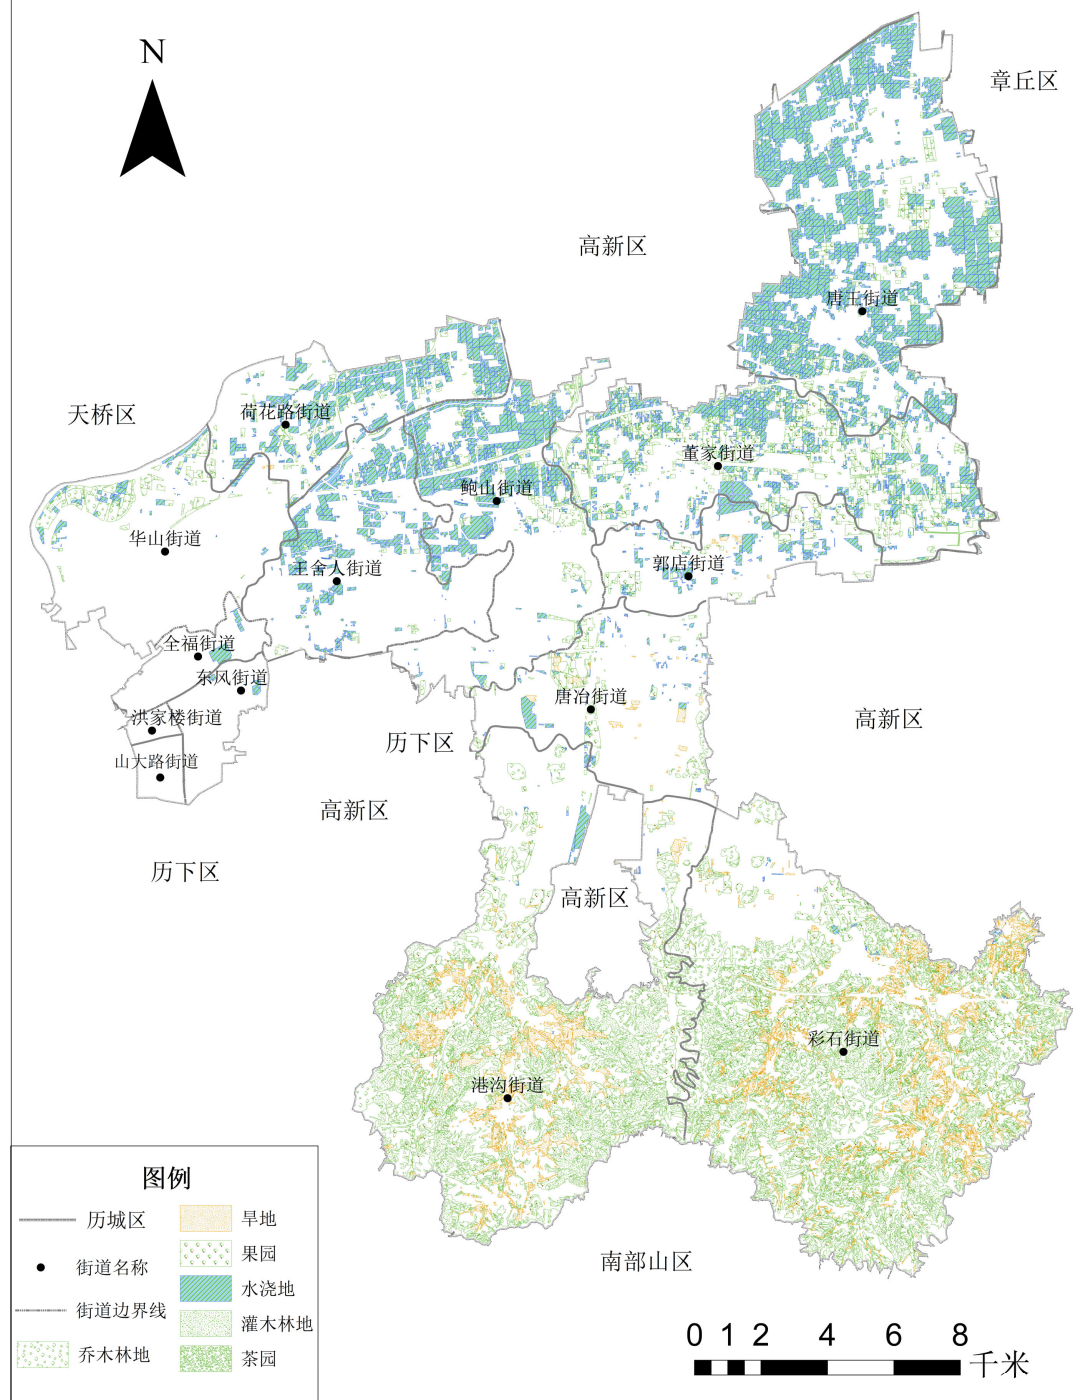 N
章丘区
高新区
唐王街道
天桥区
荷花路街道
董家街道
鲍山街道
华山街道
王舍人街道
郭店街道
全福街道
东风街道
唐冶街道
洪家楼街道
高新区
历下区
山大路街道
高新区
历下区
高新区
彩石街道
港沟街道
图例
历城区
旱地
果园
街道名称
水浇地
街道边界线
灌木林地
乔木林地
茶园
南部山区
0 1 2 4 6 8
千米